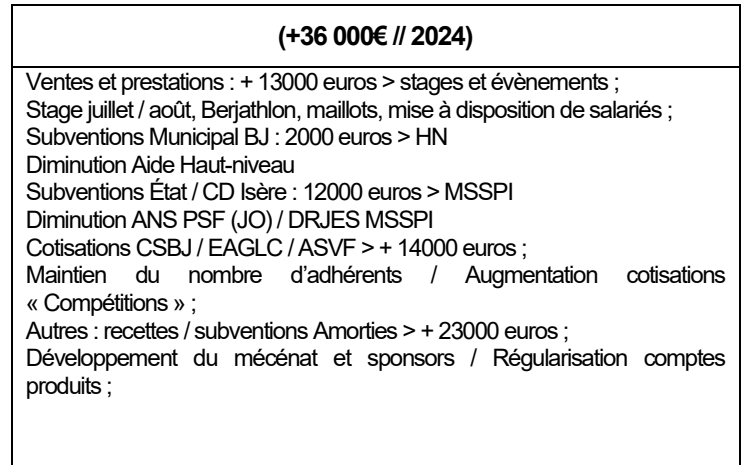 (+36 000€ // 2024)
Ventes et prestations : + 13000 euros > stages et évènements ;
Stage juillet / août, Berjathlon, maillots, mise à disposition de salariés ;
Subventions Municipal BJ : 2000 euros > HN
Diminution Aide Haut-niveau
Subventions État / CD Isère : 12000 euros > MSSPI
Diminution ANS PSF (JO) / DRJES MSSPI
Cotisations CSBJ / EAGLC / ASVF > + 14000 euros ;
Maintien du nombre d'adhérents / Augmentation cotisations
« Compétitions » ;
Autres : recettes / subventions Amorties > + 23000 euros ;
Développement du mécénat et sponsors / Régularisation comptes
produits ;